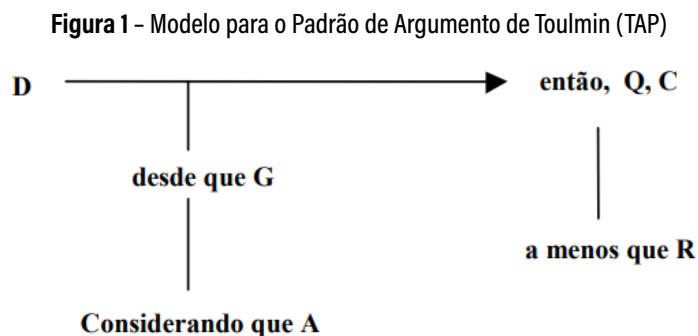 Figura 1 – Modelo para o Padrão de Argumento de Toulmin (TAP)
D
então, Q, C
desde que G
a menos que R
Considerando que A